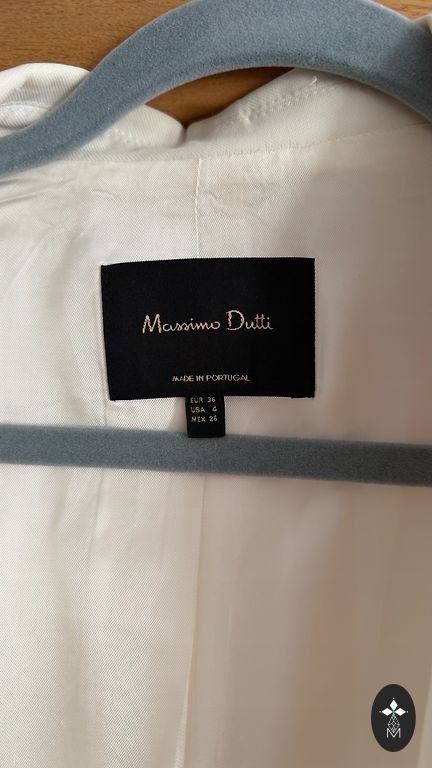 Massimo Dutti
MADE IN PORTUGAL
EUR 36
USA 4
MEX 26
M